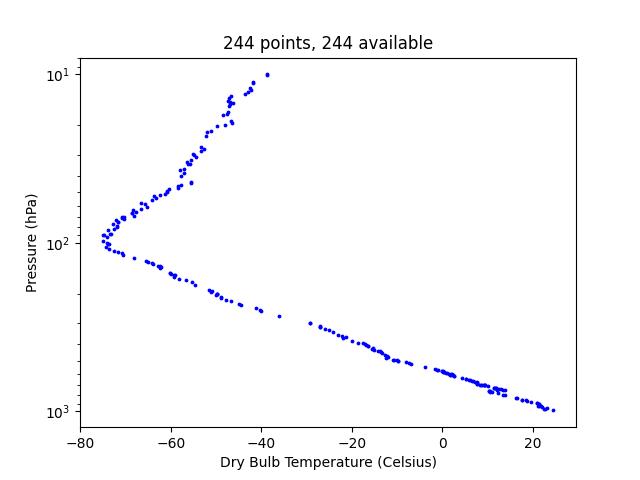 244 points, 244 available
10¹
10²
10³
Pressure (hPa)
−80 −60 −40 −20 0 20
Dry Bulb Temperature (Celsius)